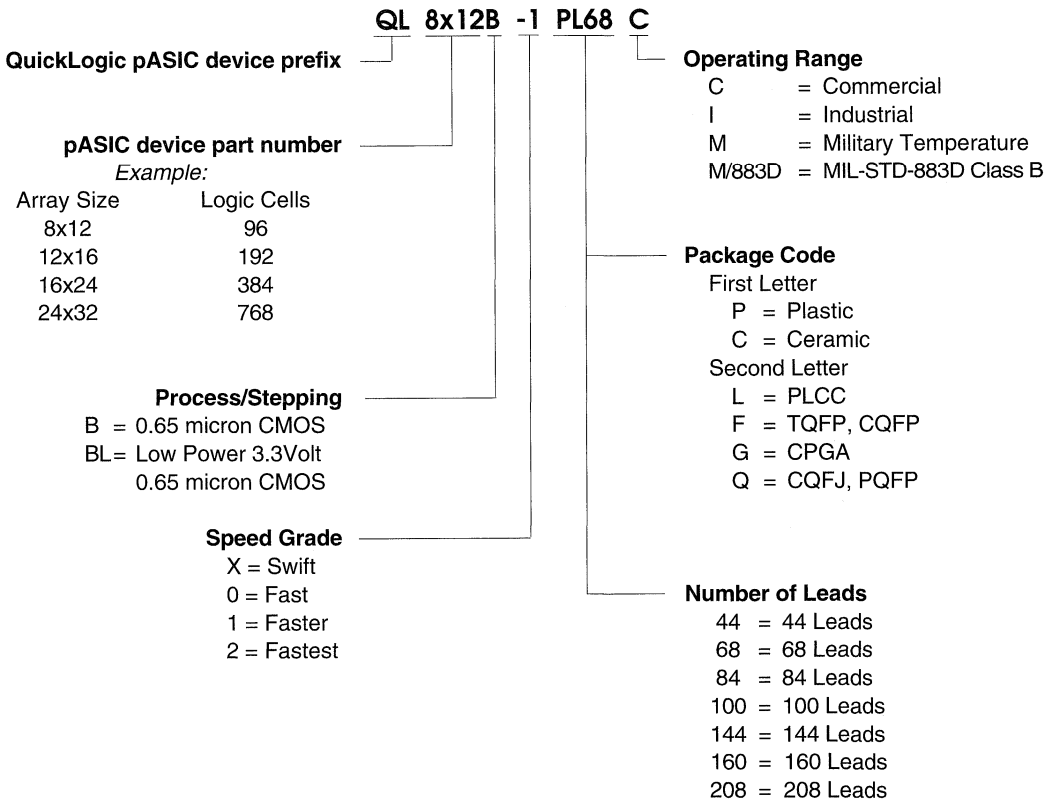 QL 8x12B -1 PL68 C
QuickLogic pASIC device prefix
pASIC device part number
Example:
Array Size Logic Cells
8x12 96
12x16 192
16x24 384
24x32 768
Process/Stepping
B = 0.65 micron CMOS
BL= Low Power 3.3Volt
0.65 micron CMOS
Speed Grade
X = Swift
0 = Fast
1 = Faster
2 = Fastest
Operating Range
C = Commercial
I = Industrial
M = Military Temperature
M/883D = MIL-STD-883D Class B
Package Code
First Letter
P = Plastic
C = Ceramic
Second Letter
L = PLCC
F = TQFP, CQFP
G = CPGA
Q = CQFJ, PQFP
Number of Leads
44 = 44 Leads
68 = 68 Leads
84 = 84 Leads
100 = 100 Leads
144 = 144 Leads
160 = 160 Leads
208 = 208 Leads